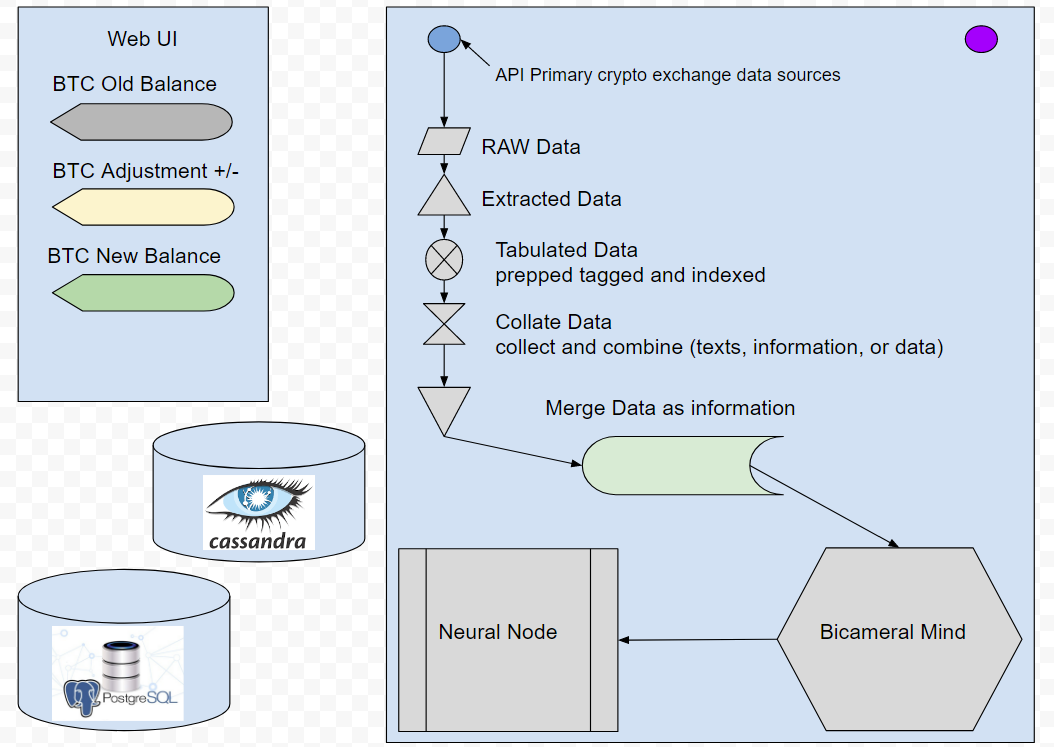 Web UI
BTC Old Balance
BTC Adjustment +/-
BTC New Balance
cassandra
PostgreSQL
API Primary crypto exchange data sources
RAW Data
Extracted Data
Tabulated Data
prepped tagged and indexed
Collate Data
collect and combine (texts, information, or data)
Merge Data as information
Neural Node
Bicameral Mind